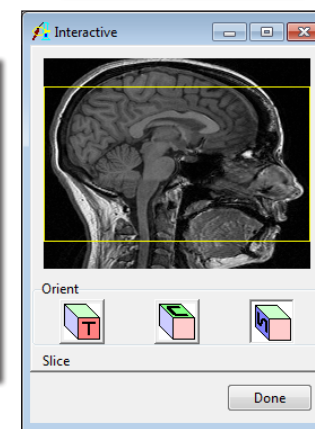 Interactive
Orient
T
C
S
Slice
Done